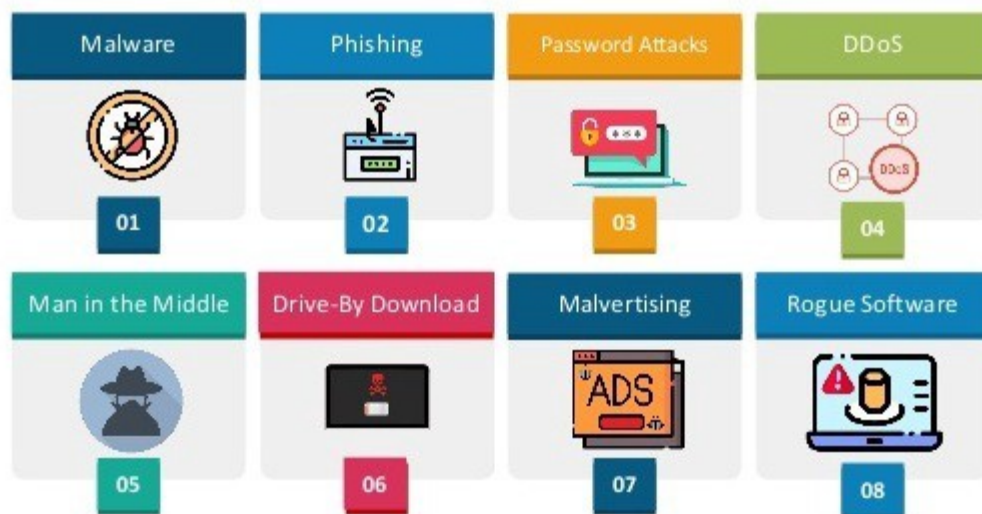 Malware
Phishing
Password Attacks
DDoS
DDoS
01
02
03
04
Man in the Middle
Drive-By Download
Malvertising
Rogue Software
ADS
05
06
07
08